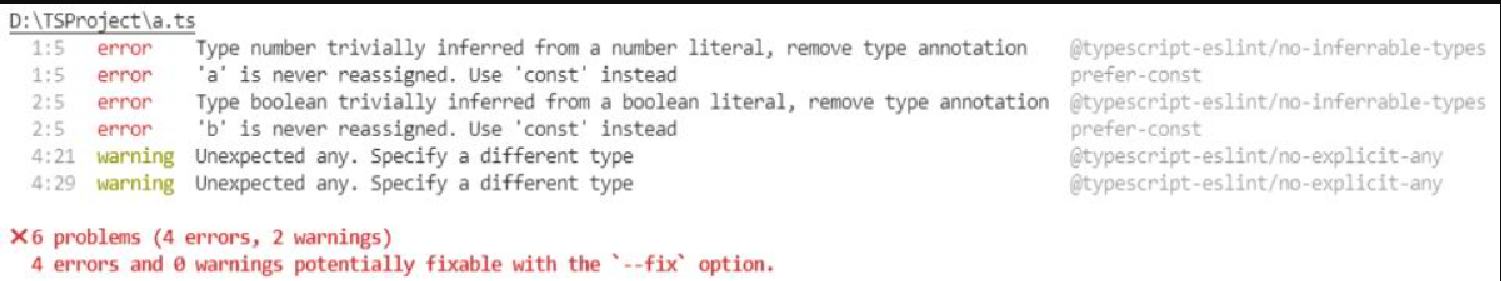 D:\TSProject\a.ts
1:5 error Type number trivially inferred from a number literal, remove type annotation @typescript-eslint/no-inferrable-types
1:5 error 'a' is never reassigned. Use 'const' instead prefer-const
2:5 error Type boolean trivially inferred from a boolean literal, remove type annotation @typescript-eslint/no-inferrable-types
2:5 error 'b' is never reassigned. Use 'const' instead prefer-const
4:21 warning Unexpected any. Specify a different type @typescript-eslint/no-explicit-any
4:29 warning Unexpected any. Specify a different type @typescript-eslint/no-explicit-any
✕6 problems (4 errors, 2 warnings)
4 errors and 0 warnings potentially fixable with the `--fix` option.